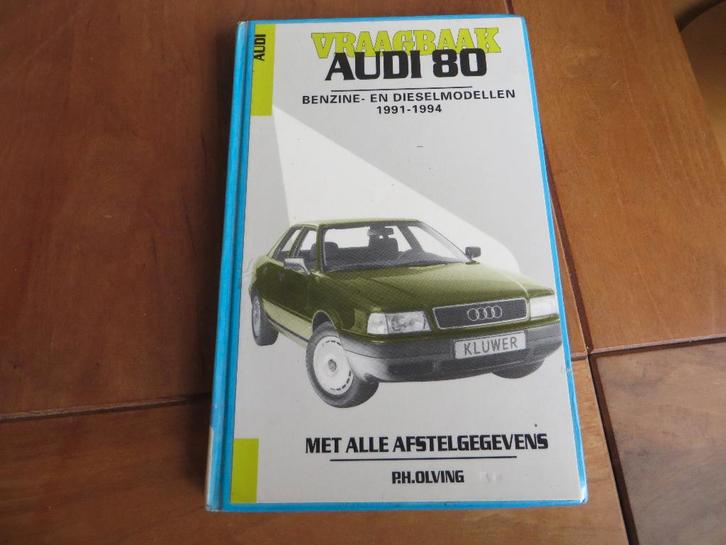 AUDI
VRAAGBAAK
AUDI 80
BENZINE- EN DIESELMODELLEN
1991-1994
KLUWER
MET ALLE AFSTELGEGEVENS
P.H.OLVING